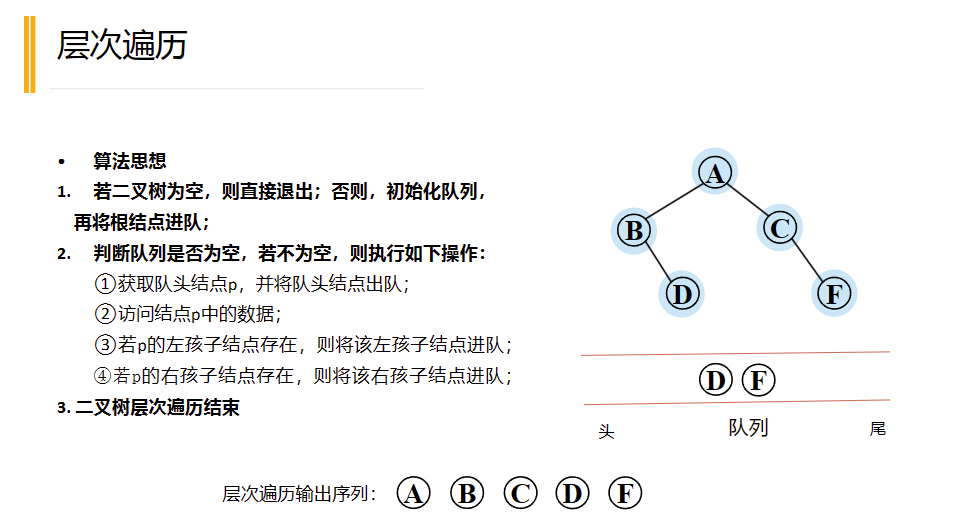 层次遍历
• 算法思想
1. 若二叉树为空，则直接退出；否则，初始化队列，
再将根结点进队；
2. 判断队列是否为空，若不为空，则执行如下操作：
①获取队头结点p，并将队头结点出队；
②访问结点p中的数据；
③若p的左孩子结点存在，则将该左孩子结点进队；
④若p的右孩子结点存在，则将该右孩子结点进队；
3. 二叉树层次遍历结束
A
B C
D F
D F
头 队列 尾
层次遍历输出序列： A B C D F